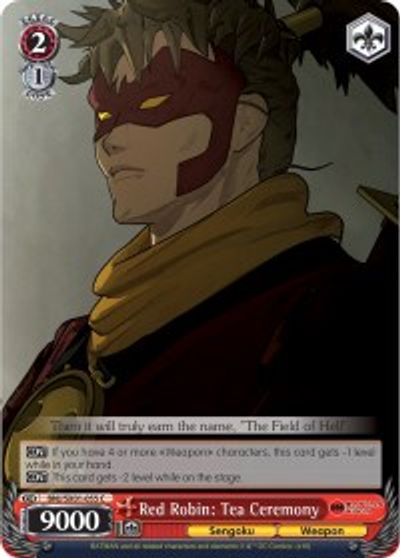 2
1
Then it will truly earn the name, "The Field of Hell"
CONT If you have 4 or more «Weapon» characters, this card gets -1 level
while in your hand.
CONT This card gets -2 level while on the stage.
9000
Red Robin: Tea Ceremony
Sengoku
Weapon